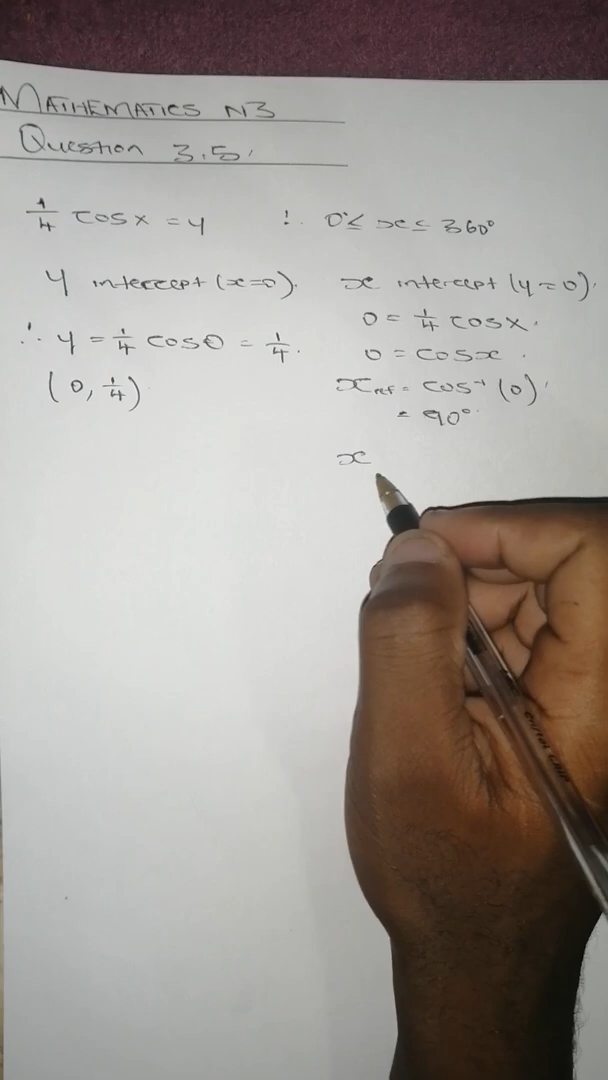 MATHEMATICS N3
Question 3.5.
1/4 cos x = y ∴ 0° ≤ x ≤ 360°
y intercept (x=0).
∴ y = 1/4 cos 0 = 1/4.
(0, 1/4)
x intercept (y=0).
0 = 1/4 cos x.
0 = cos x.
x ref = cos⁻¹ (0)
= 90°
x